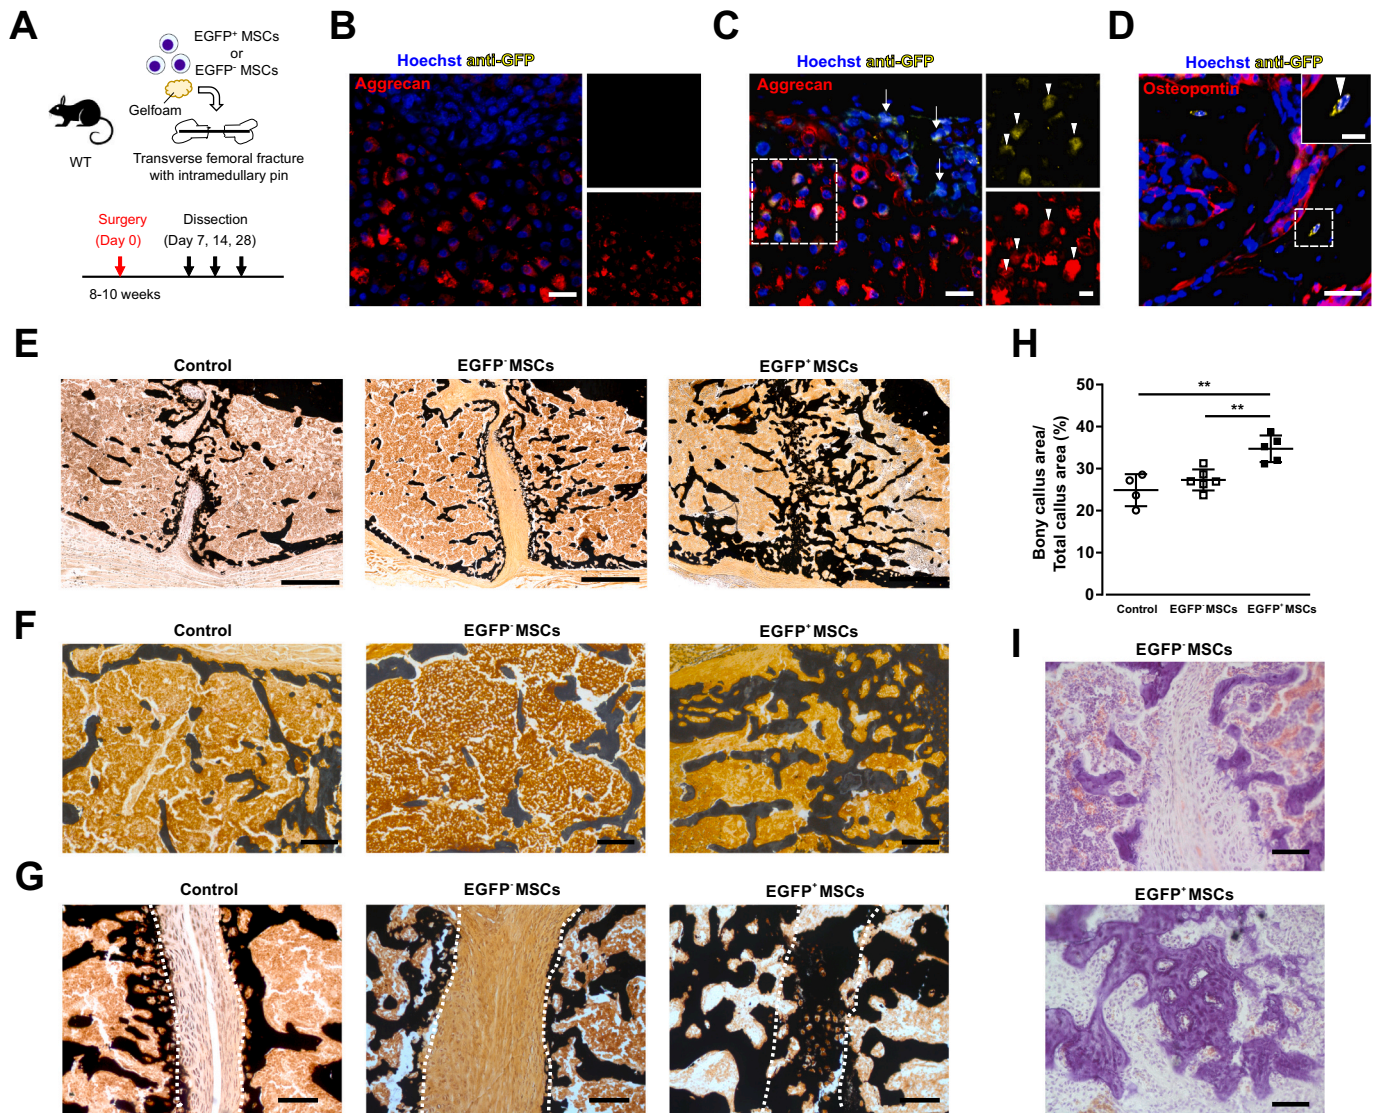 A
EGFP⁺ MSCs
or
EGFP⁻ MSCs
Gelfoam
WT
Transverse femoral fracture
with intramedullary pin
Surgery
(Day 0)
Dissection
(Day 7, 14, 28)
8-10 weeks
B
Hoechst anti-GFP
Aggrecan
C
Hoechst anti-GFP
Aggrecan
D
Hoechst anti-GFP
Osteopontin
E
Control
EGFP⁻MSCs
EGFP⁺MSCs
F
Control
EGFP⁻MSCs
EGFP⁺MSCs
G
Control
EGFP⁻MSCs
EGFP⁺MSCs
H
Bony callus area/
Total callus area (%)
50
40
30
20
10
0
**
**
Control
EGFP⁻MSCs
EGFP⁺MSCs
I
EGFP⁻MSCs
EGFP⁺MSCs